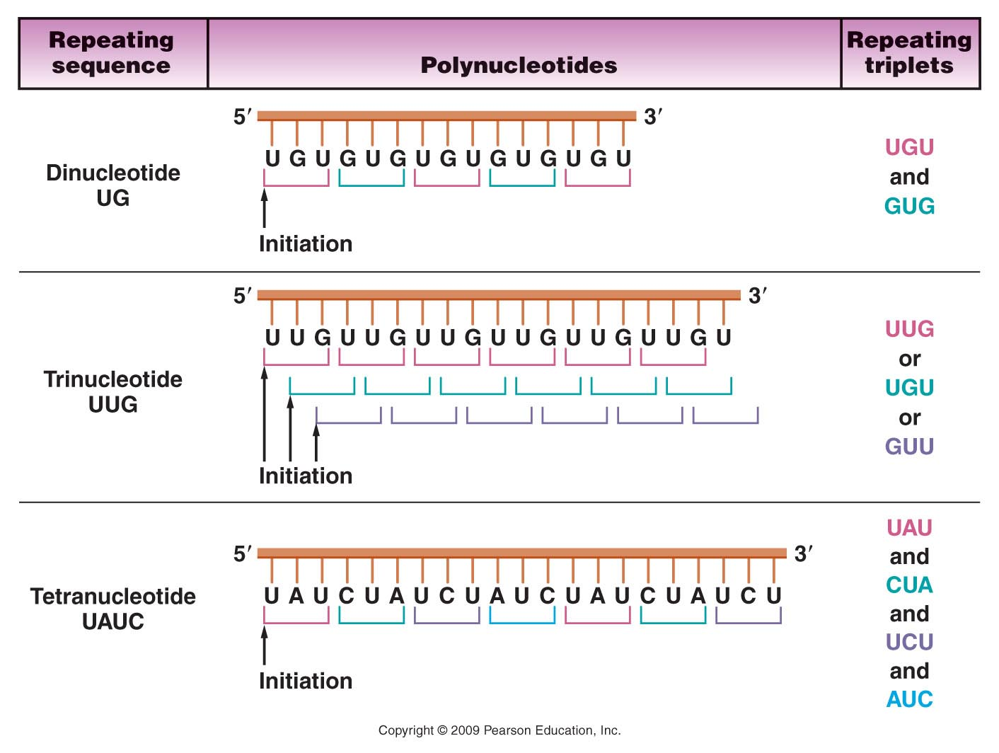 Repeating
sequence
Polynucleotides
Repeating
triplets
Dinucleotide
UG
5′ 3′
U G U G U G U G U G U G U G U
Initiation
UGU
and
GUG
Trinucleotide
UUG
5′ 3′
U U G U U G U U G U U G U U G U U G U
Initiation
UUG
or
UGU
or
GUU
Tetranucleotide
UAUC
5′ 3′
U A U C U A U C U A U C U A U C U A U C U
Initiation
UAU
and
CUA
and
UCU
and
AUC
Copyright © 2009 Pearson Education, Inc.